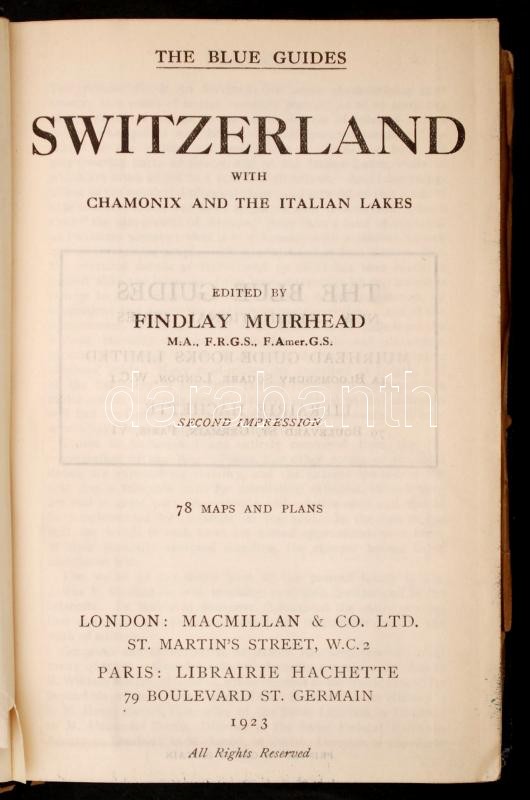 THE BLUE GUIDES
SWITZERLAND
WITH
CHAMONIX AND THE ITALIAN LAKES
EDITED BY
FINDLAY MUIRHEAD
M.A., F.R.G.S., F.Amer.G.S.
darabanth
SECOND IMPRESSION
78 MAPS AND PLANS
LONDON: MACMILLAN & CO. LTD.
ST. MARTIN'S STREET, W.C.2
PARIS: LIBRAIRIE HACHETTE
79 BOULEVARD ST. GERMAIN
1923
All Rights Reserved